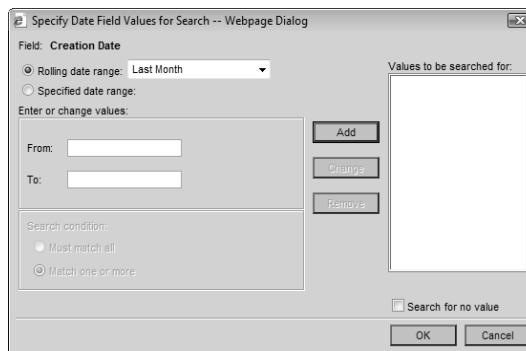 Specify Date Field Values for Search -- Webpage Dialog
Field: Creation Date
Rolling date range: Last Month
Specified date range:
Enter or change values:
From:
To:
Search condition:
Must match all
Match one or more
Add
Change
Remove
Values to be searched for:
Search for no value
OK Cancel